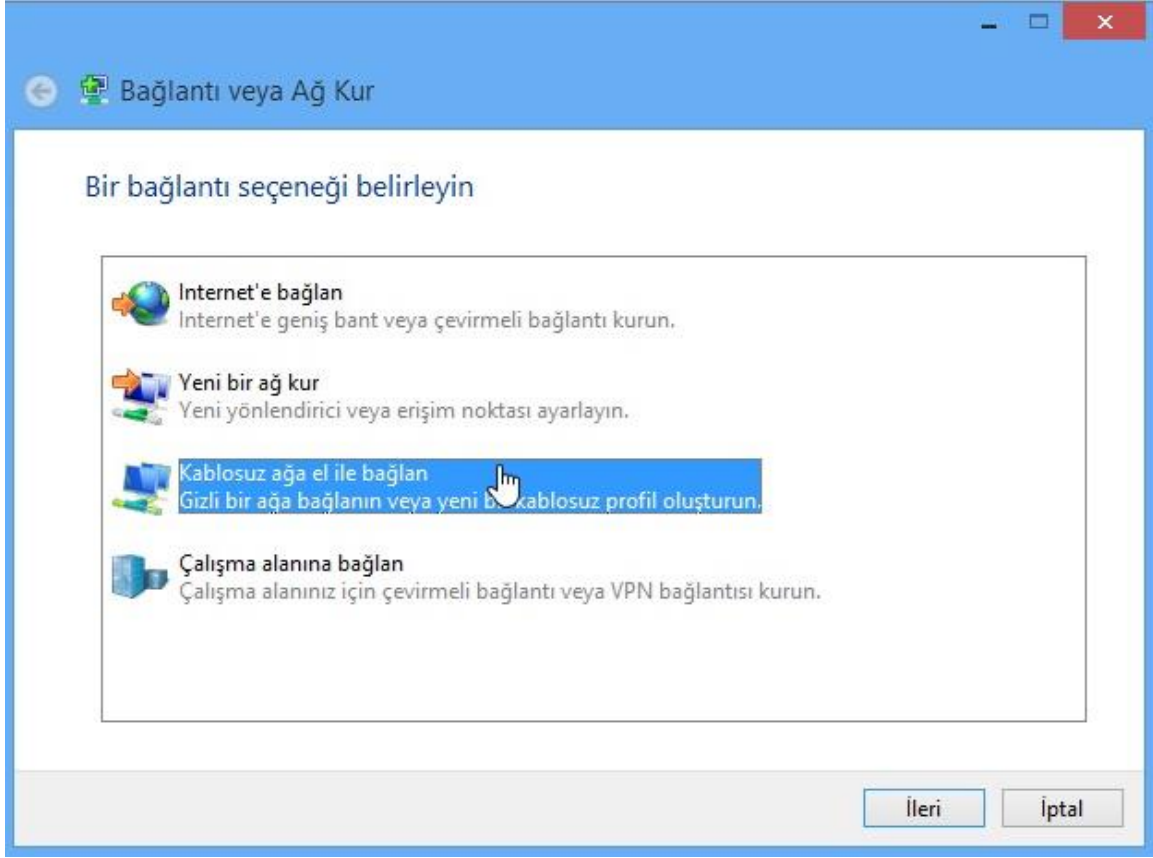 Bağlantı veya Ağ Kur
Bir bağlantı seçeneği belirleyin
Internet'e bağlan
Internet'e geniş bant veya çevirmeli bağlantı kurun.
Yeni bir ağ kur
Yeni yönlendirici veya erişim noktası ayarlayın.
Kablosuz ağa el ile bağlan
Gizli bir ağa bağlanın veya yeni bir kablosuz profil oluşturun.
Çalışma alanına bağlan
Çalışma alanınız için çevirmeli bağlantı veya VPN bağlantısı kurun.
İleri
İptal